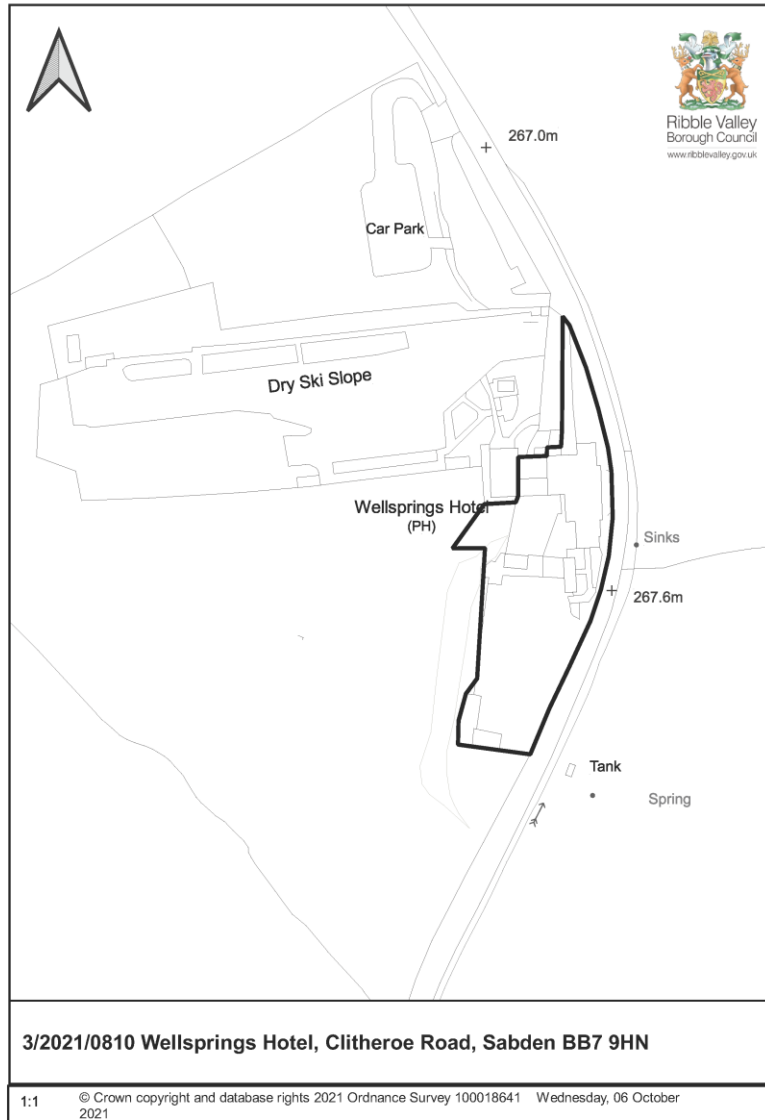 Ribble Valley
Borough Council
www.ribblevalley.gov.uk
267.0m
Car Park
Dry Ski Slope
Wellsprings Hotel
(PH)
Sinks
267.6m
Tank
Spring
3/2021/0810 Wellsprings Hotel, Clitheroe Road, Sabden BB7 9HN
1:1 © Crown copyright and database rights 2021 Ordnance Survey 100018641 Wednesday, 06 October
2021